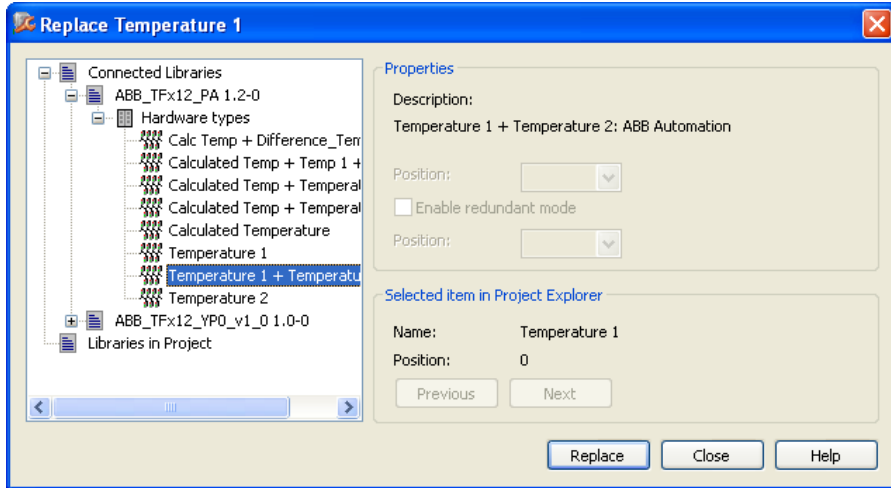 Replace Temperature 1
Connected Libraries
ABB_TFx12_PA 1.2-0
Hardware types
Calc Temp + Difference_Tem
Calculated Temp + Temp 1 +
Calculated Temp + Temperat
Calculated Temp + Temperat
Calculated Temperature
Temperature 1
Temperature 1 + Temperatu
Temperature 2
ABB_TFx12_YP0_v1_0 1.0-0
Libraries in Project
Properties
Description:
Temperature 1 + Temperature 2: ABB Automation
Position:
Enable redundant mode
Position:
Selected item in Project Explorer
Name: Temperature 1
Position: 0
Previous Next
Replace Close Help